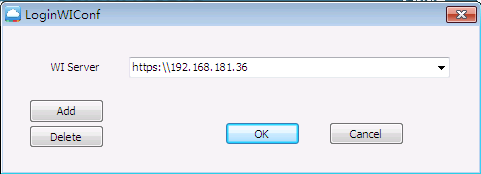 LoginWIConf
WI Server
https:\\192.168.181.36
Add
Delete
OK
Cancel